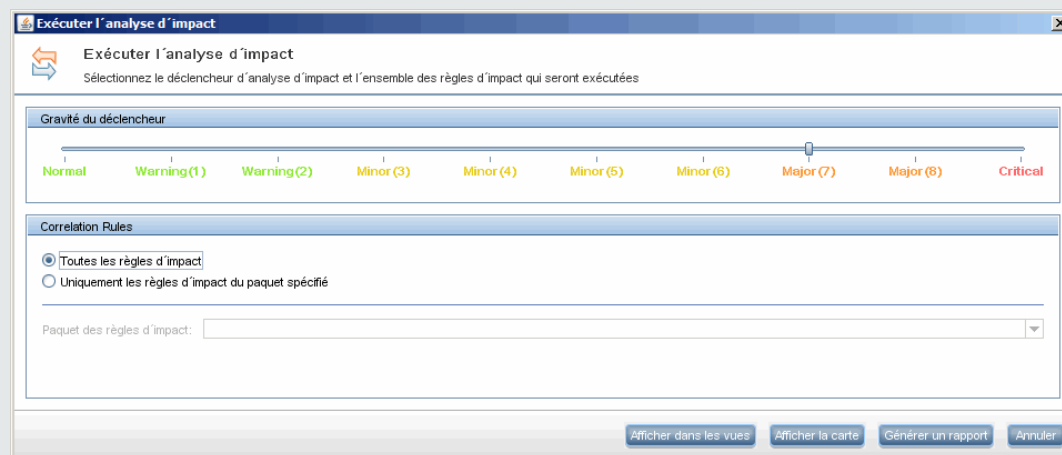 Exécuter l´analyse d´impact
Exécuter l´analyse d´impact
Sélectionnez le déclencheur d´analyse d´impact et l´ensemble des règles d´impact qui seront exécutées
Gravité du déclencheur
Normal Warning(1) Warning(2) Minor(3) Minor(4) Minor(5) Minor(6) Major(7) Major(8) Critical
Correlation Rules
Toutes les règles d´impact
Uniquement les règles d´impact du paquet spécifié
Paquet des règles d´impact:
Afficher dans les vues Afficher la carte Générer un rapport Annuler